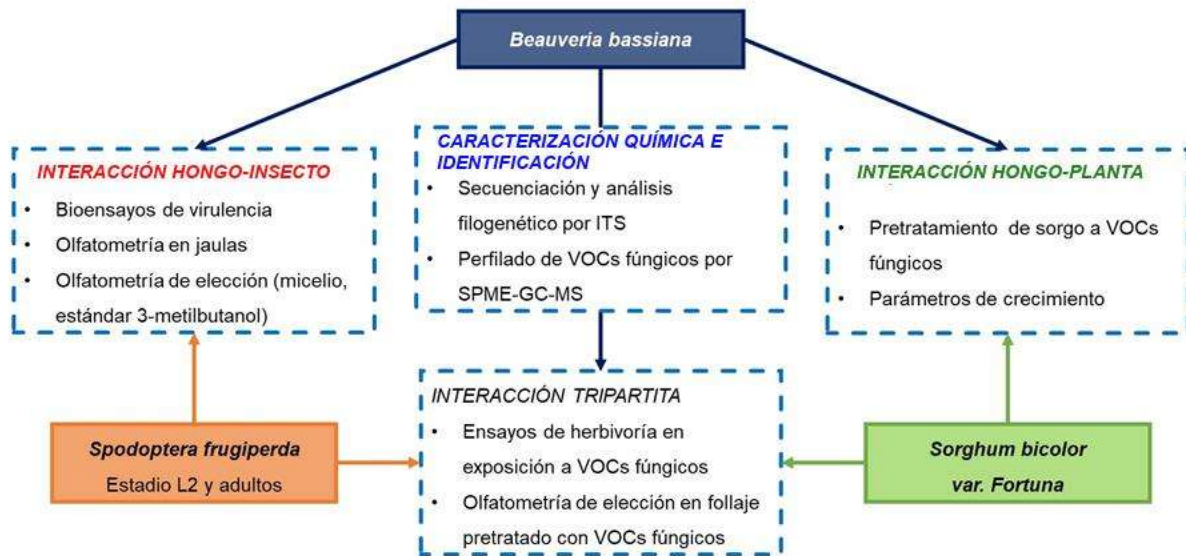 Beauveria bassiana
INTERACCIÓN HONGO-INSECTO
• Bioensayos de virulencia
• Olfatometría en jaulas
• Olfatometría de elección (micelio,
estándar 3-metilbutanol)
CARACTERIZACIÓN QUÍMICA E
IDENTIFICACIÓN
• Secuenciación y análisis
filogenético por ITS
• Perfilado de VOCs fúngicos por
SPME-GC-MS
INTERACCIÓN HONGO-PLANTA
• Pretratamiento de sorgo a VOCs
fúngicos
• Parámetros de crecimiento
Spodoptera frugiperda
Estadio L2 y adultos
INTERACCIÓN TRIPARTITA
• Ensayos de herbivoría en
exposición a VOCs fúngicos
• Olfatometría de elección en follaje
pretratado con VOCs fúngicos
Sorghum bicolor
var. Fortuna